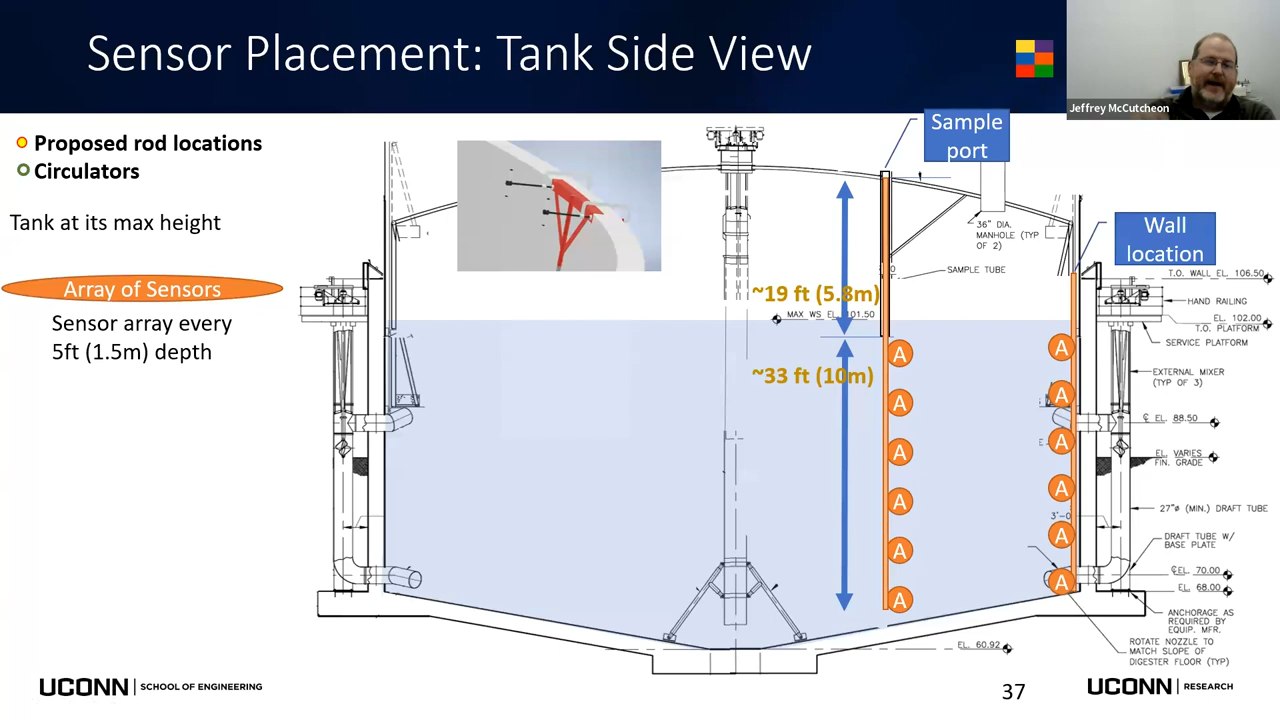 Sensor Placement: Tank Side View
Jeffrey McCutcheon
Proposed rod locations
Circulators
Tank at its max height
Array of Sensors
Sensor array every
5ft (1.5m) depth
Sample
port
Wall
location
36" DIA.
MANHOLE (TYP
OF 2)
SAMPLE TUBE
~19 ft (5.8m)
MAX WS EL. 101.50
~33 ft (10m)
A
A
A
A
A
A
A
A
A
A
A
A
T.O. WALL EL. 106.50
HAND RAILING
EL. 102.00
T.O. PLATFORM
SERVICE PLATFORM
EXTERNAL MIXER
(TYP OF 3)
EL. 88.50
EL. VARIES
FIN. GRADE
27"ø (MIN.) DRAFT TUBE
3'-0
DRAFT TUBE W/
BASE PLATE
EL. 70.00
EL. 68.00
ANCHORAGE AS
REQUIRED BY
EQUIP. MFR.
ROTATE NOZZLE TO
MATCH SLOPE OF
DIGESTER FLOOR (TYP)
EL. 60.92
UCONN | SCHOOL OF ENGINEERING
37
UCONN | RESEARCH